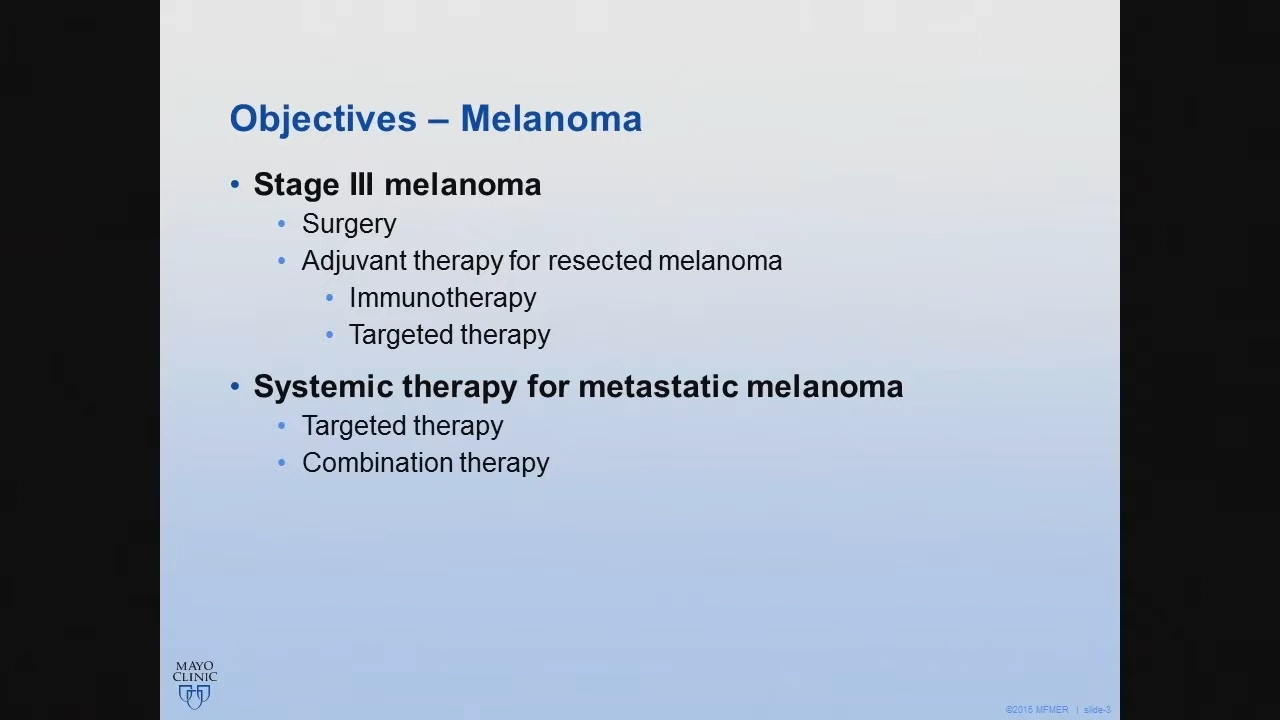 Objectives – Melanoma
• Stage III melanoma
• Surgery
• Adjuvant therapy for resected melanoma
• Immunotherapy
• Targeted therapy
• Systemic therapy for metastatic melanoma
• Targeted therapy
• Combination therapy
MAYO
CLINIC
©2015 MFMER | slide-3